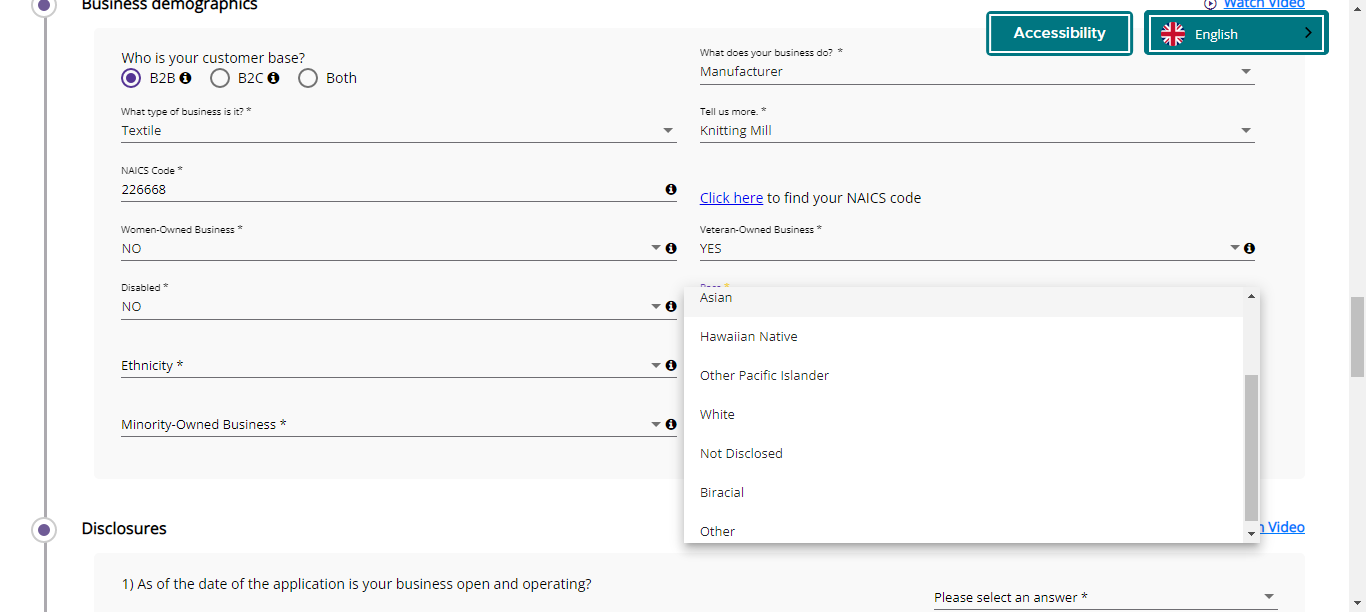 Business demographics
Watch Video
Accessibility
English
Who is your customer base?
B2B B2C Both
What does your business do? *
Manufacturer
What type of business is it? *
Textile
Tell us more. *
Knitting Mill
NAICS Code *
226668
Click here to find your NAICS code
Women-Owned Business *
NO
Veteran-Owned Business *
YES
Disabled *
NO
Race *
Asian
Hawaiian Native
Other Pacific Islander
White
Not Disclosed
Biracial
Other
Ethnicity *
Minority-Owned Business *
Disclosures
Video
1) As of the date of the application is your business open and operating?
Please select an answer *